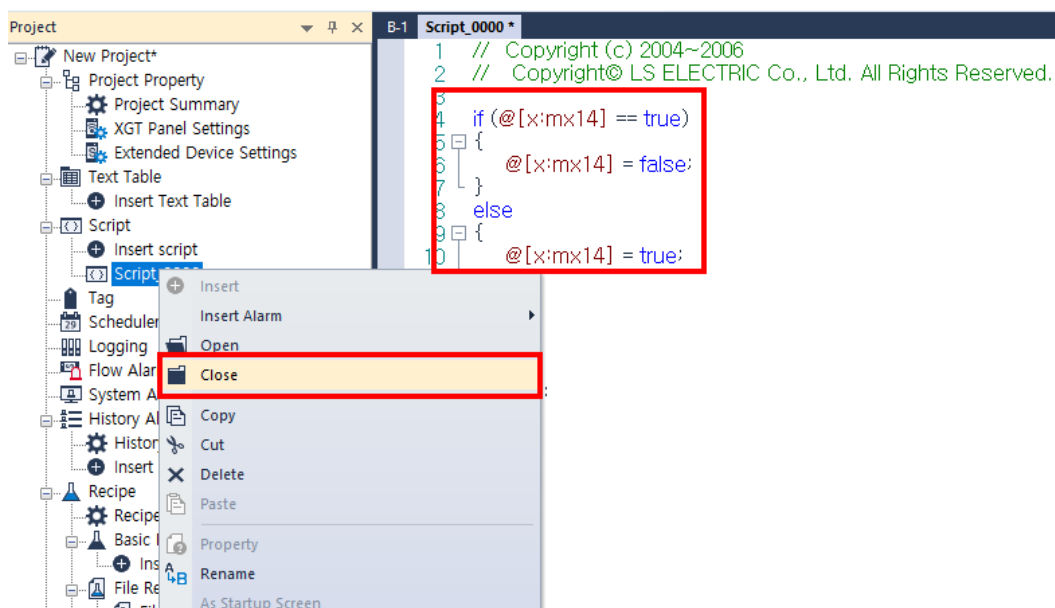 Project
B-1 Script_0000 *
New Project*
Project Property
Project Summary
XGT Panel Settings
Extended Device Settings
Text Table
Insert Text Table
Script
Insert script
Script_0000
Tag
29 Scheduler
Logging
Flow Alar
System A
History Al
Histor
Insert
Recipe
Recipe
Basic
Ins
File Re
1 // Copyright (c) 2004~2006
2 // Copyright© LS ELECTRIC Co., Ltd. All Rights Reserved.
3
4 if (@[x:mx14] == true)
5 {
6 @[x:mx14] = false;
7 }
8 else
9 {
10 @[x:mx14] = true;
Insert
Insert Alarm
Open
Close
Copy
Cut
Delete
Paste
Property
Rename
As Startup Screen